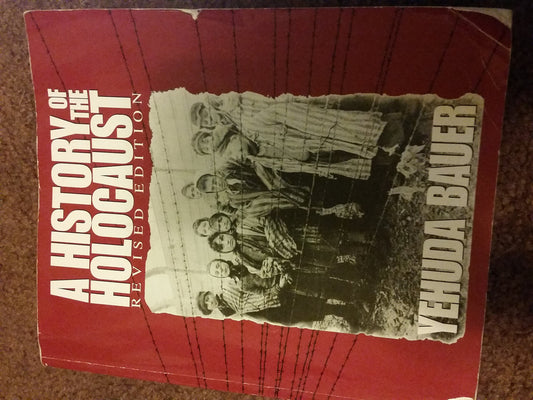 A HISTORY OF
THE
HOLOCAUST
REVISED EDITION
YEHUDA BAUER